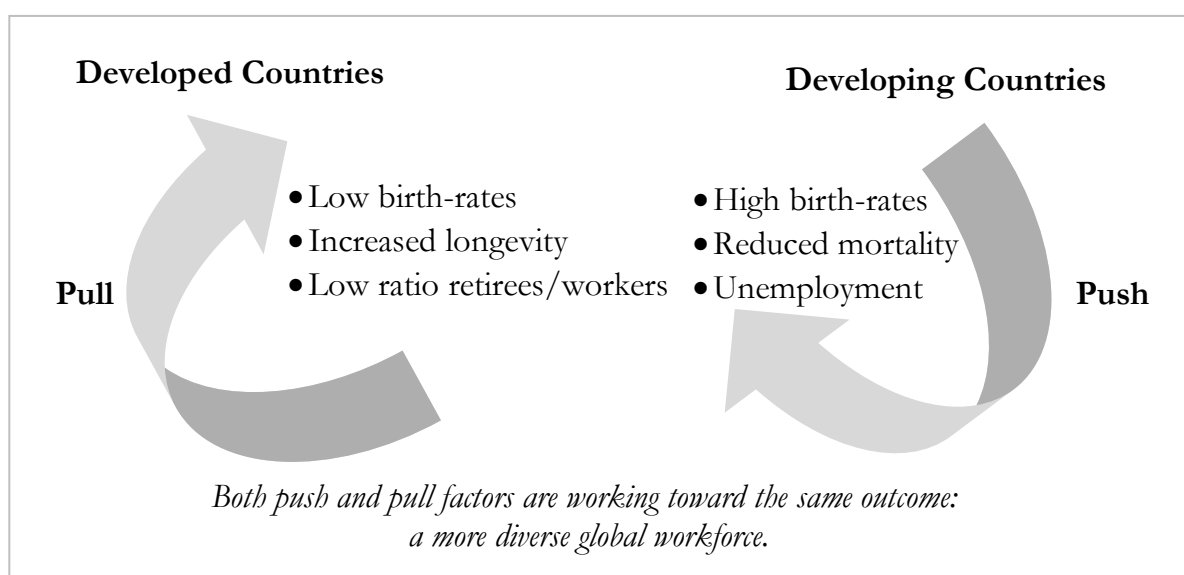 Developed Countries
Developing Countries
•Low birth-rates
•Increased longevity
•Low ratio retirees/workers
•High birth-rates
•Reduced mortality
•Unemployment
Pull
Push
Both push and pull factors are working toward the same outcome:
a more diverse global workforce.